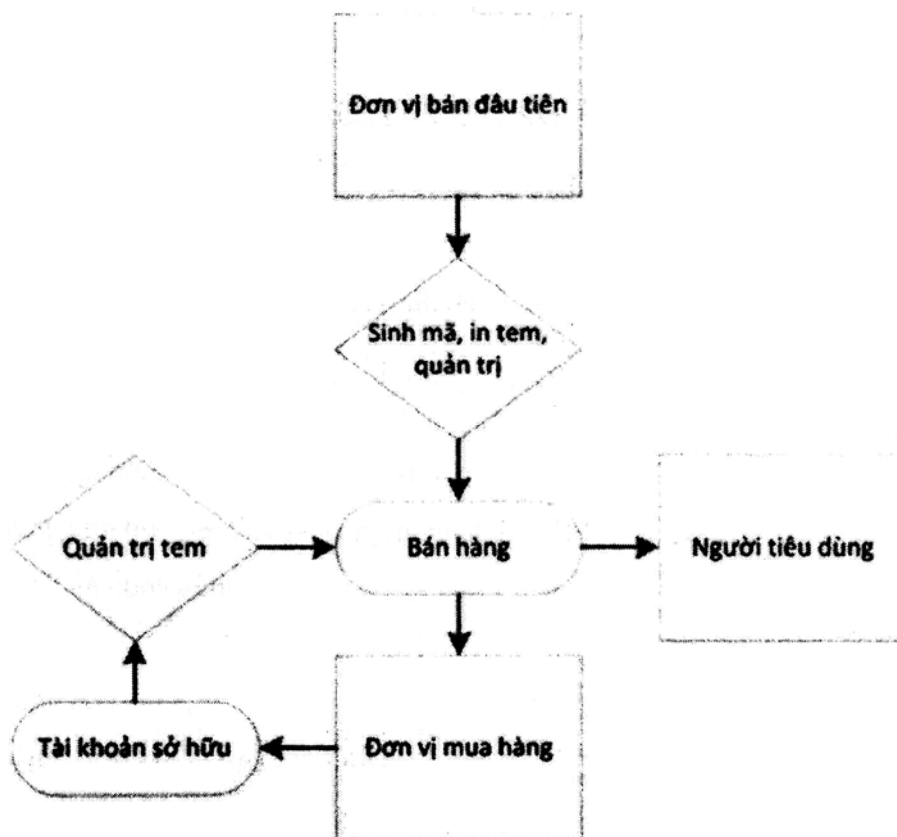 Đơn vị bán đầu tiên
Sinh mã, in tem,
quản trị
Quản trị tem
Bán hàng
Người tiêu dùng
Tài khoản sở hữu
Đơn vị mua hàng